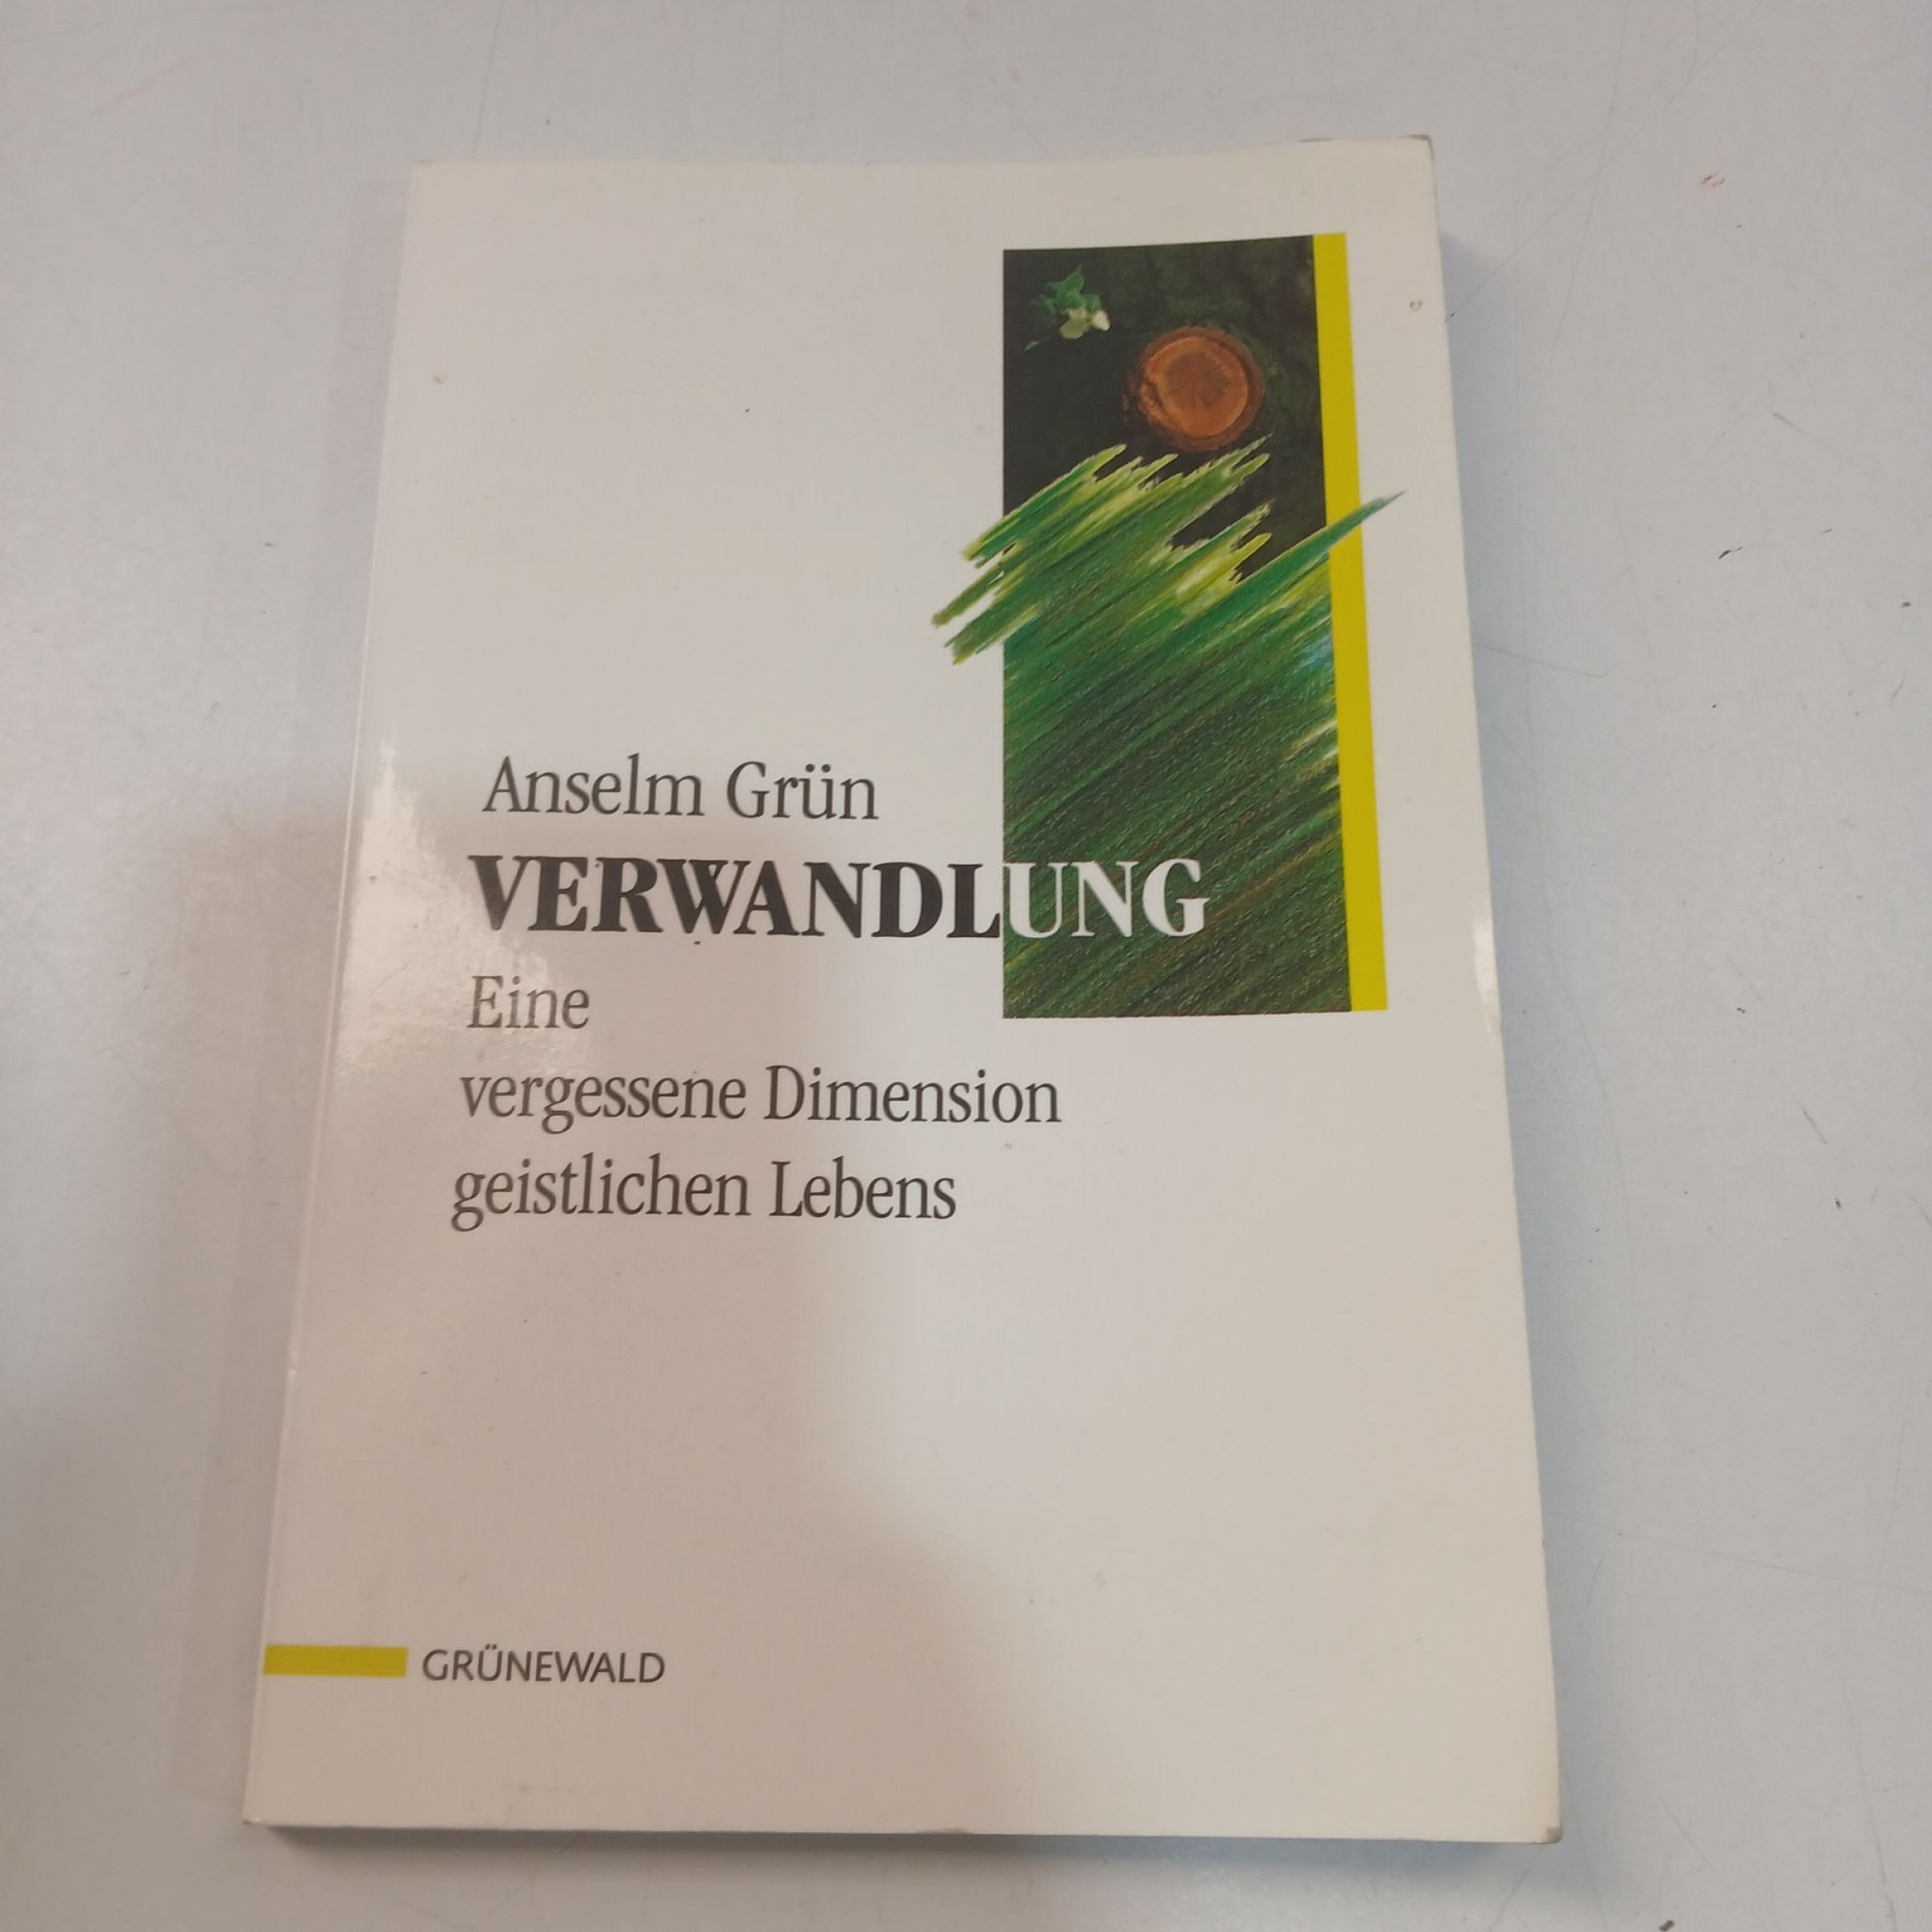 Anselm Grün
VERWANDLUNG
Eine
vergessene Dimension
geistlichen Lebens
GRÜNEWALD